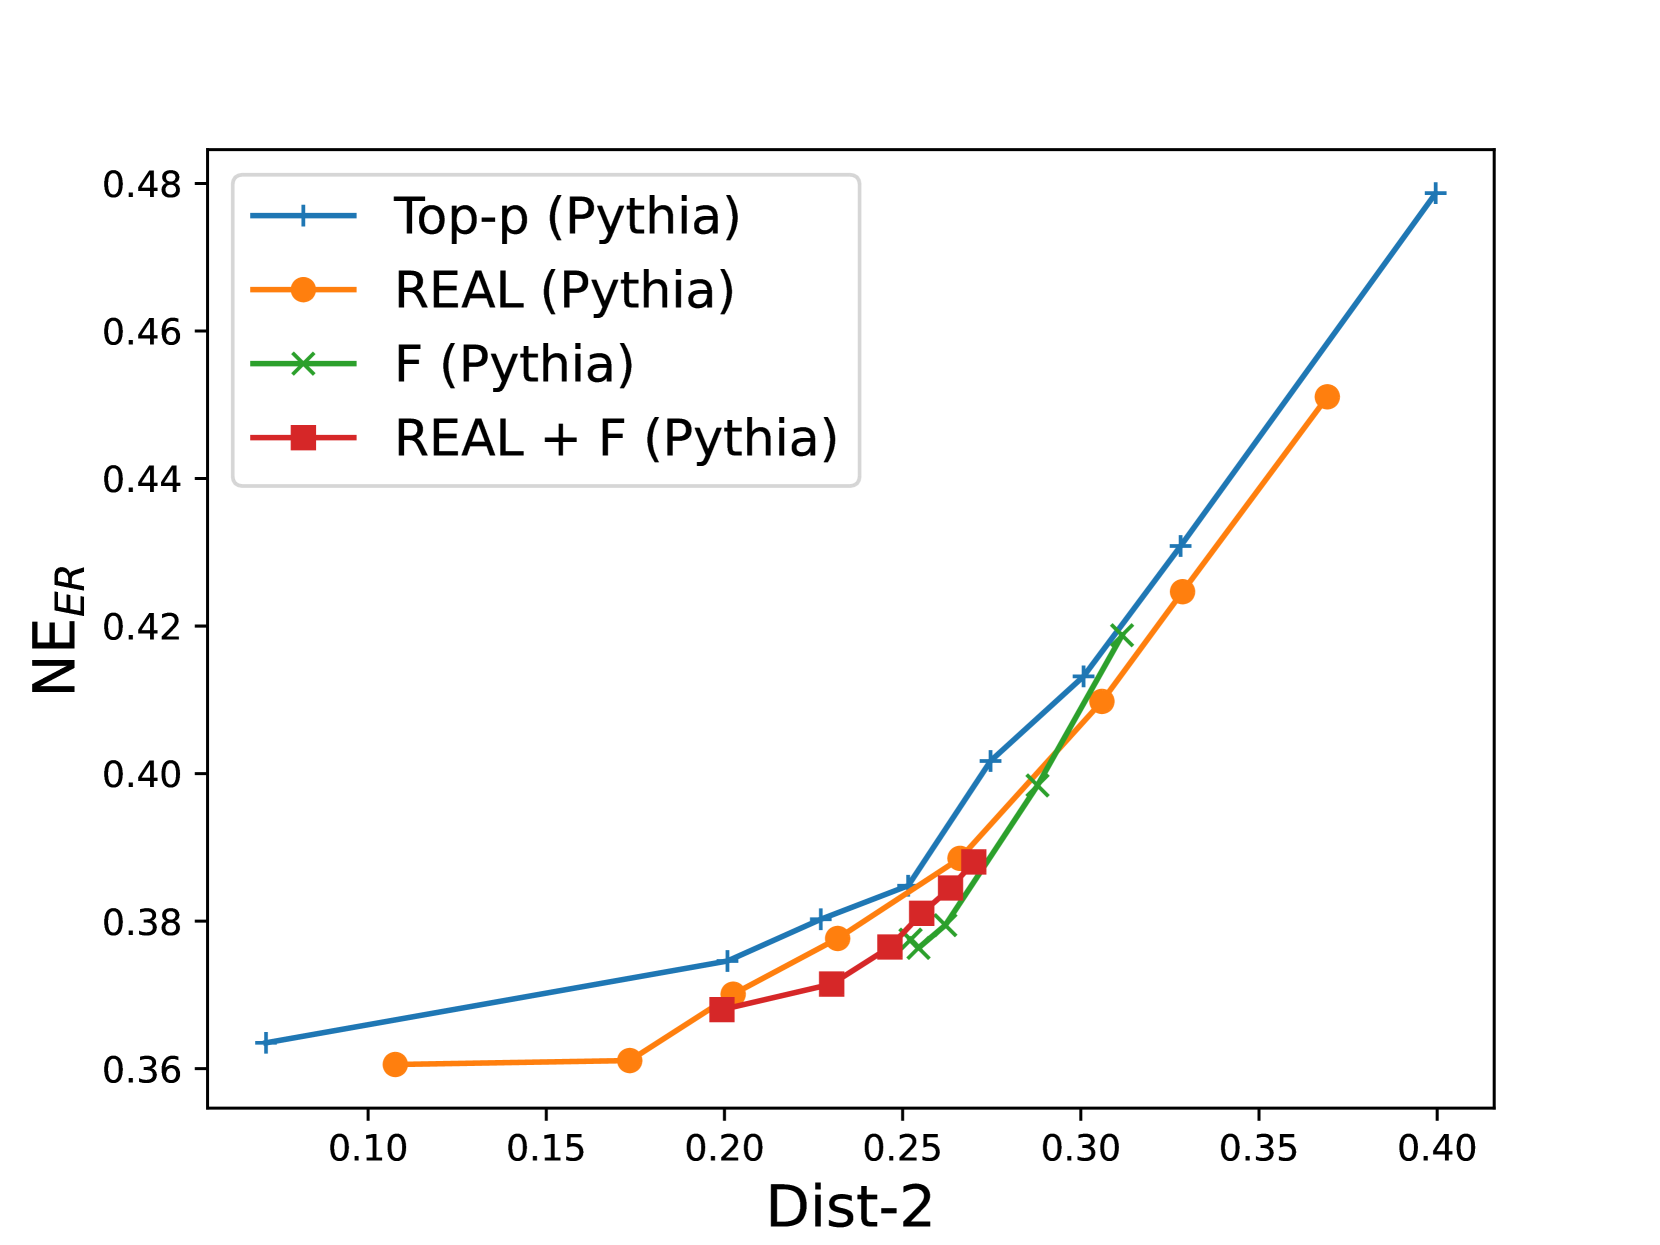 Top-p (Pythia)
REAL (Pythia)
F (Pythia)
REAL + F (Pythia)
0.48
0.46
0.44
0.42
0.40
0.38
0.36
NE_ER
0.10 0.15 0.20 0.25 0.30 0.35 0.40
Dist-2